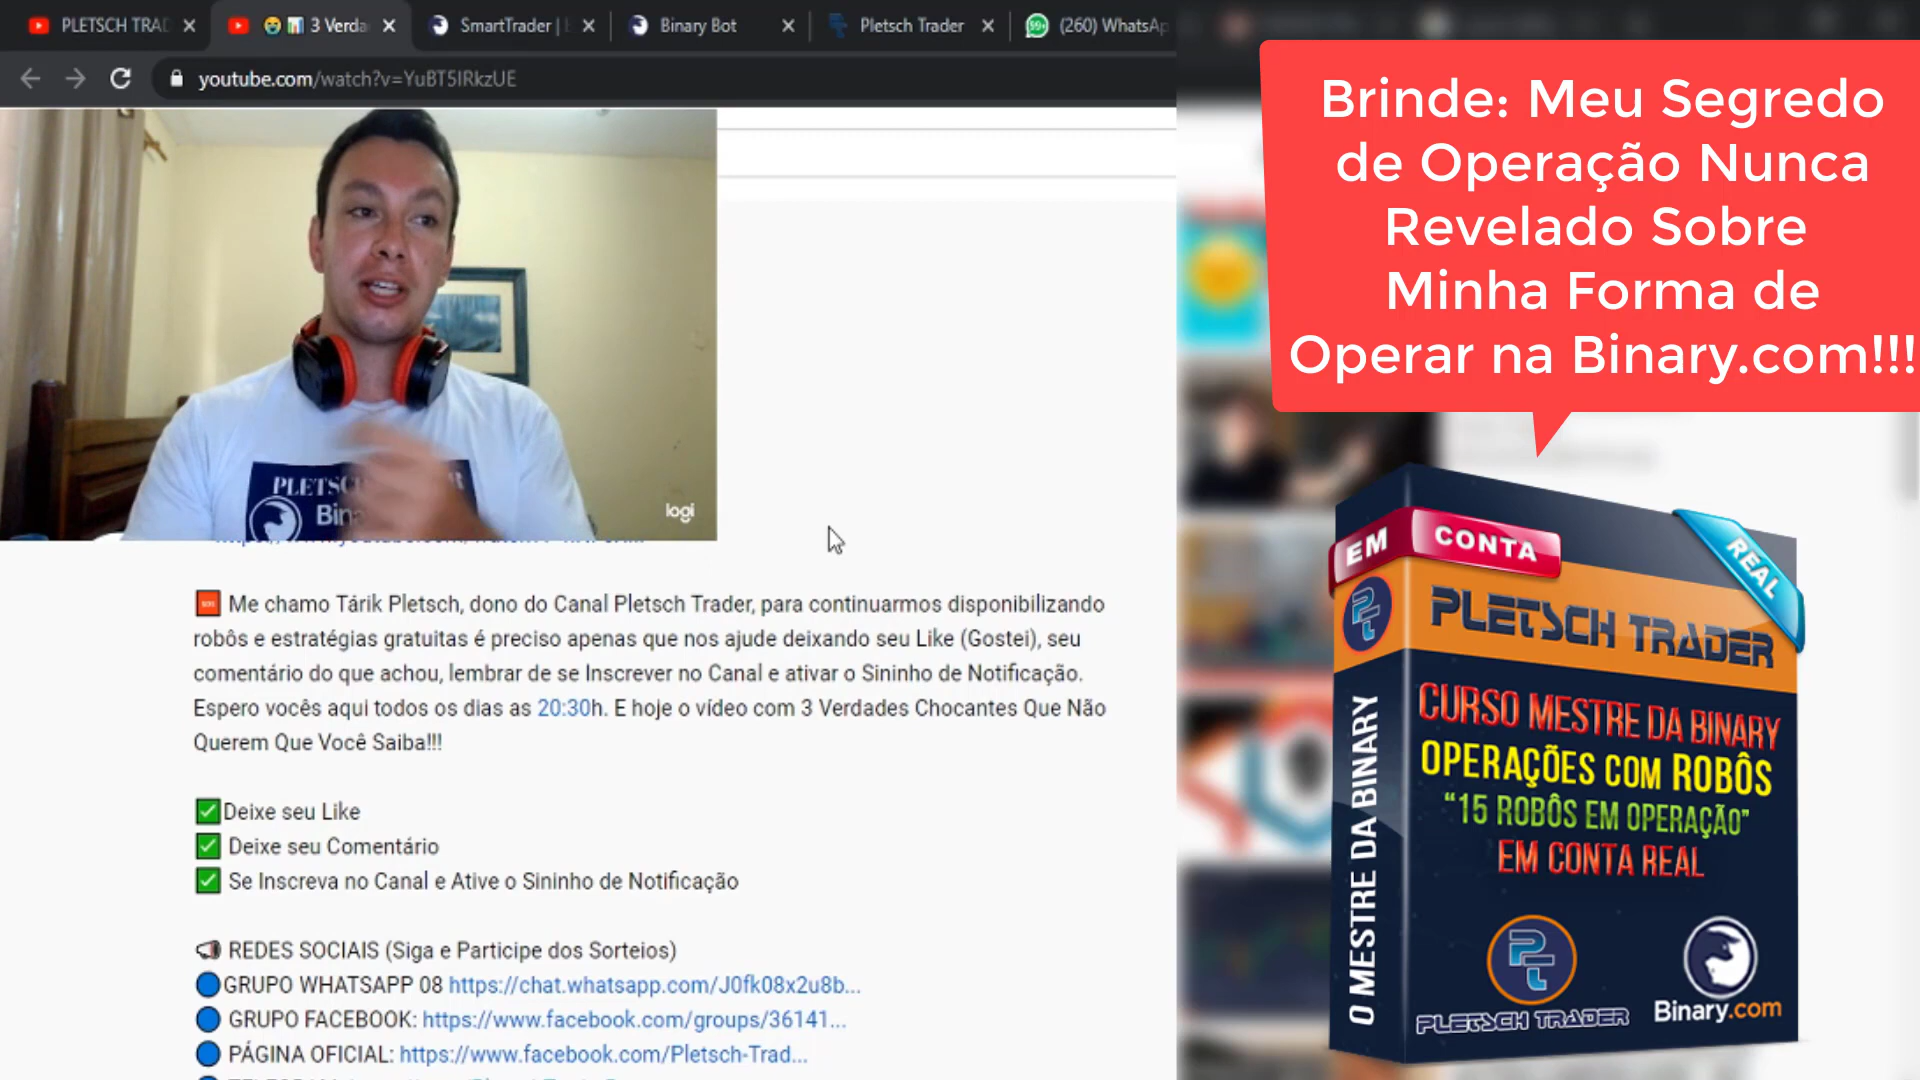 PLETSCH TRAD
3 Verda
SmartTrader | B
Binary Bot
Pletsch Trader
99+
(260) WhatsAp
youtube.com/watch?v=YuBT5IRkzUE
Brinde: Meu Segredo
de Operação Nunca
Revelado Sobre
Minha Forma de
Operar na Binary.com!!!
logi
Me chamo Tárik Pletsch, dono do Canal Pletsch Trader, para continuarmos disponibilizando
robôs e estratégias gratuitas é preciso apenas que nos ajude deixando seu Like (Gostei), seu
comentário do que achou, lembrar de se Inscrever no Canal e ativar o Sininho de Notificação.
Espero vocês aqui todos os dias as 20:30h. E hoje o vídeo com 3 Verdades Chocantes Que Não
Querem Que Você Saiba!!!
Deixe seu Like
Deixe seu Comentário
Se Inscreva no Canal e Ative o Sininho de Notificação
REDES SOCIAIS (Siga e Participe dos Sorteios)
GRUPO WHATSAPP 08 https://chat.whatsapp.com/J0fk08x2u8b...
GRUPO FACEBOOK: https://www.facebook.com/groups/36141...
PÁGINA OFICIAL: https://www.facebook.com/Pletsch-Trad...
EM CONTA REAL
PLETSCH TRADER
CURSO MESTRE DA BINARY
OPERAÇÕES COM ROBÔS
"15 ROBÔS EM OPERAÇÃO"
EM CONTA REAL
O MESTRE DA BINARY
PLETSCH TRADER
Binary.com